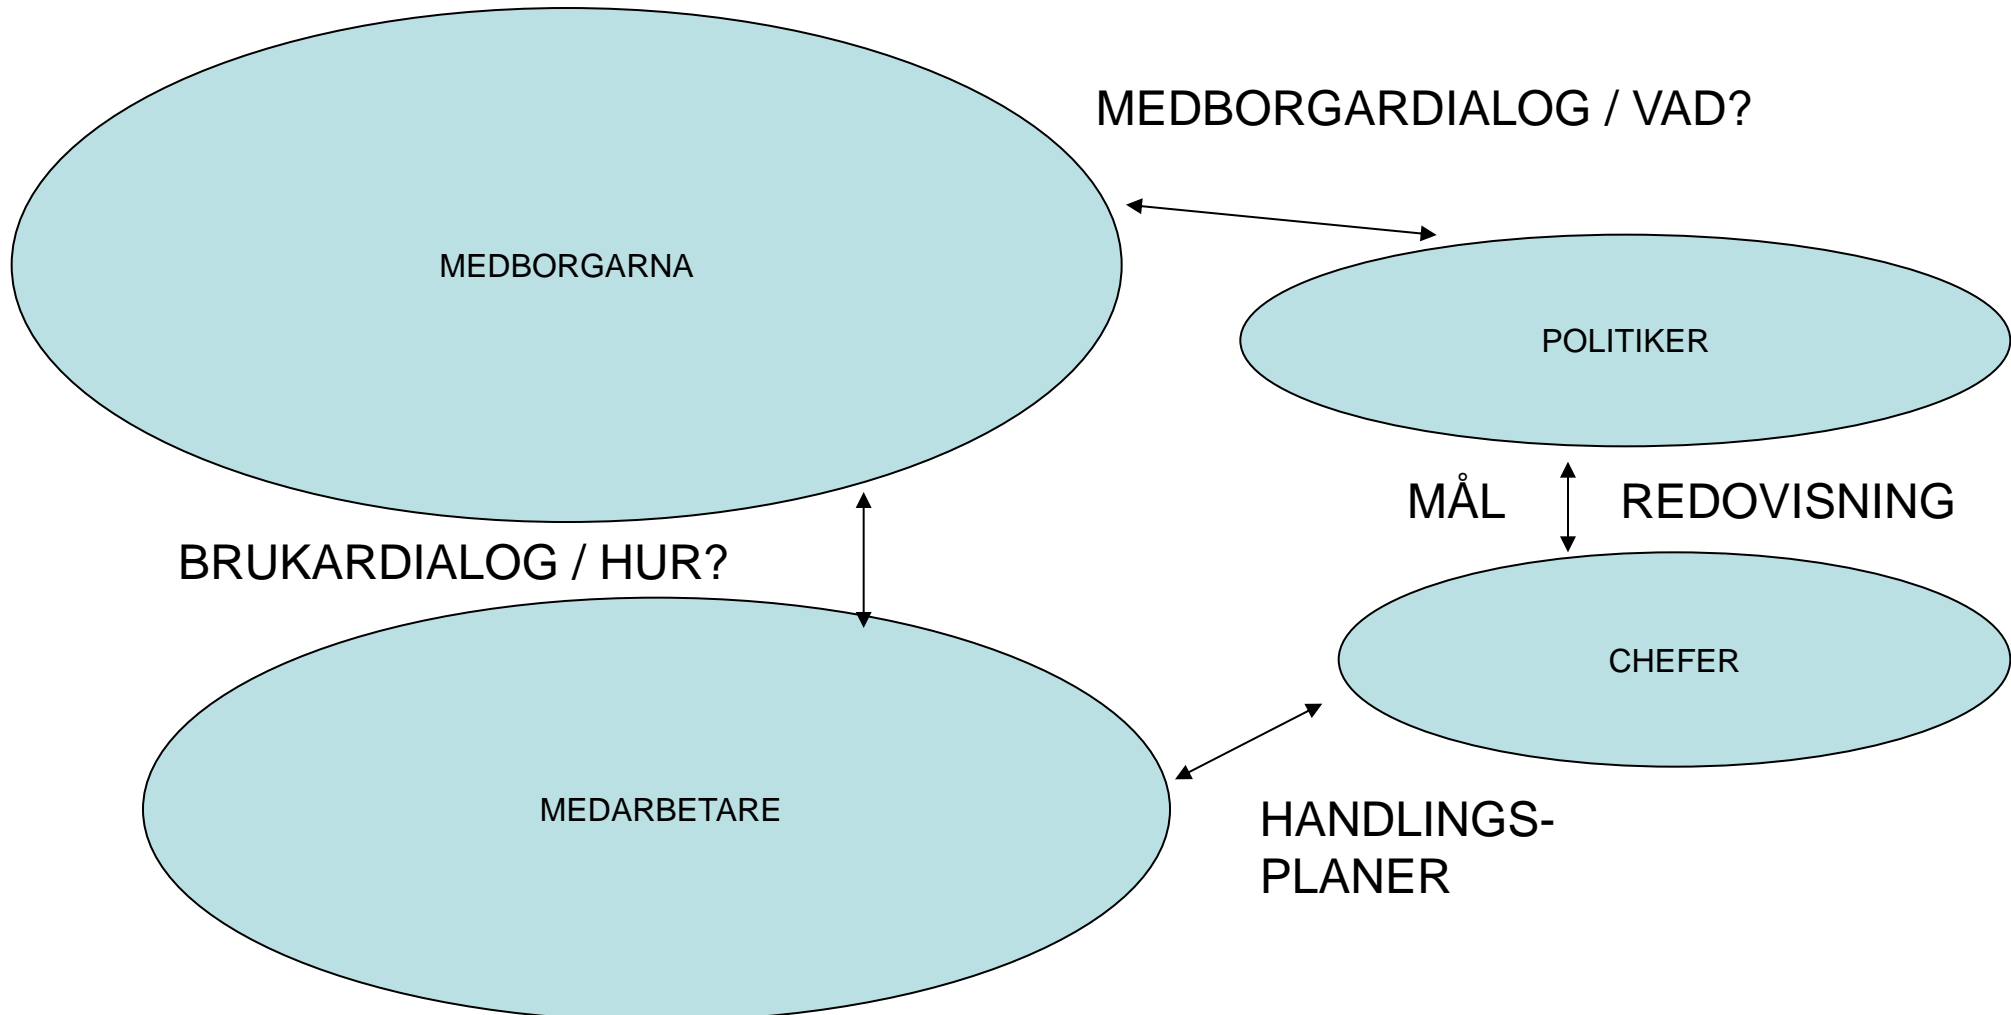 MEDBORGARDIALOG / VAD?
MEDBORGARNA
POLITIKER
MÅL
REDOVISNING
BRUKARDIALOG / HUR?
CHEFER
MEDARBETARE
HANDLINGS-
PLANER